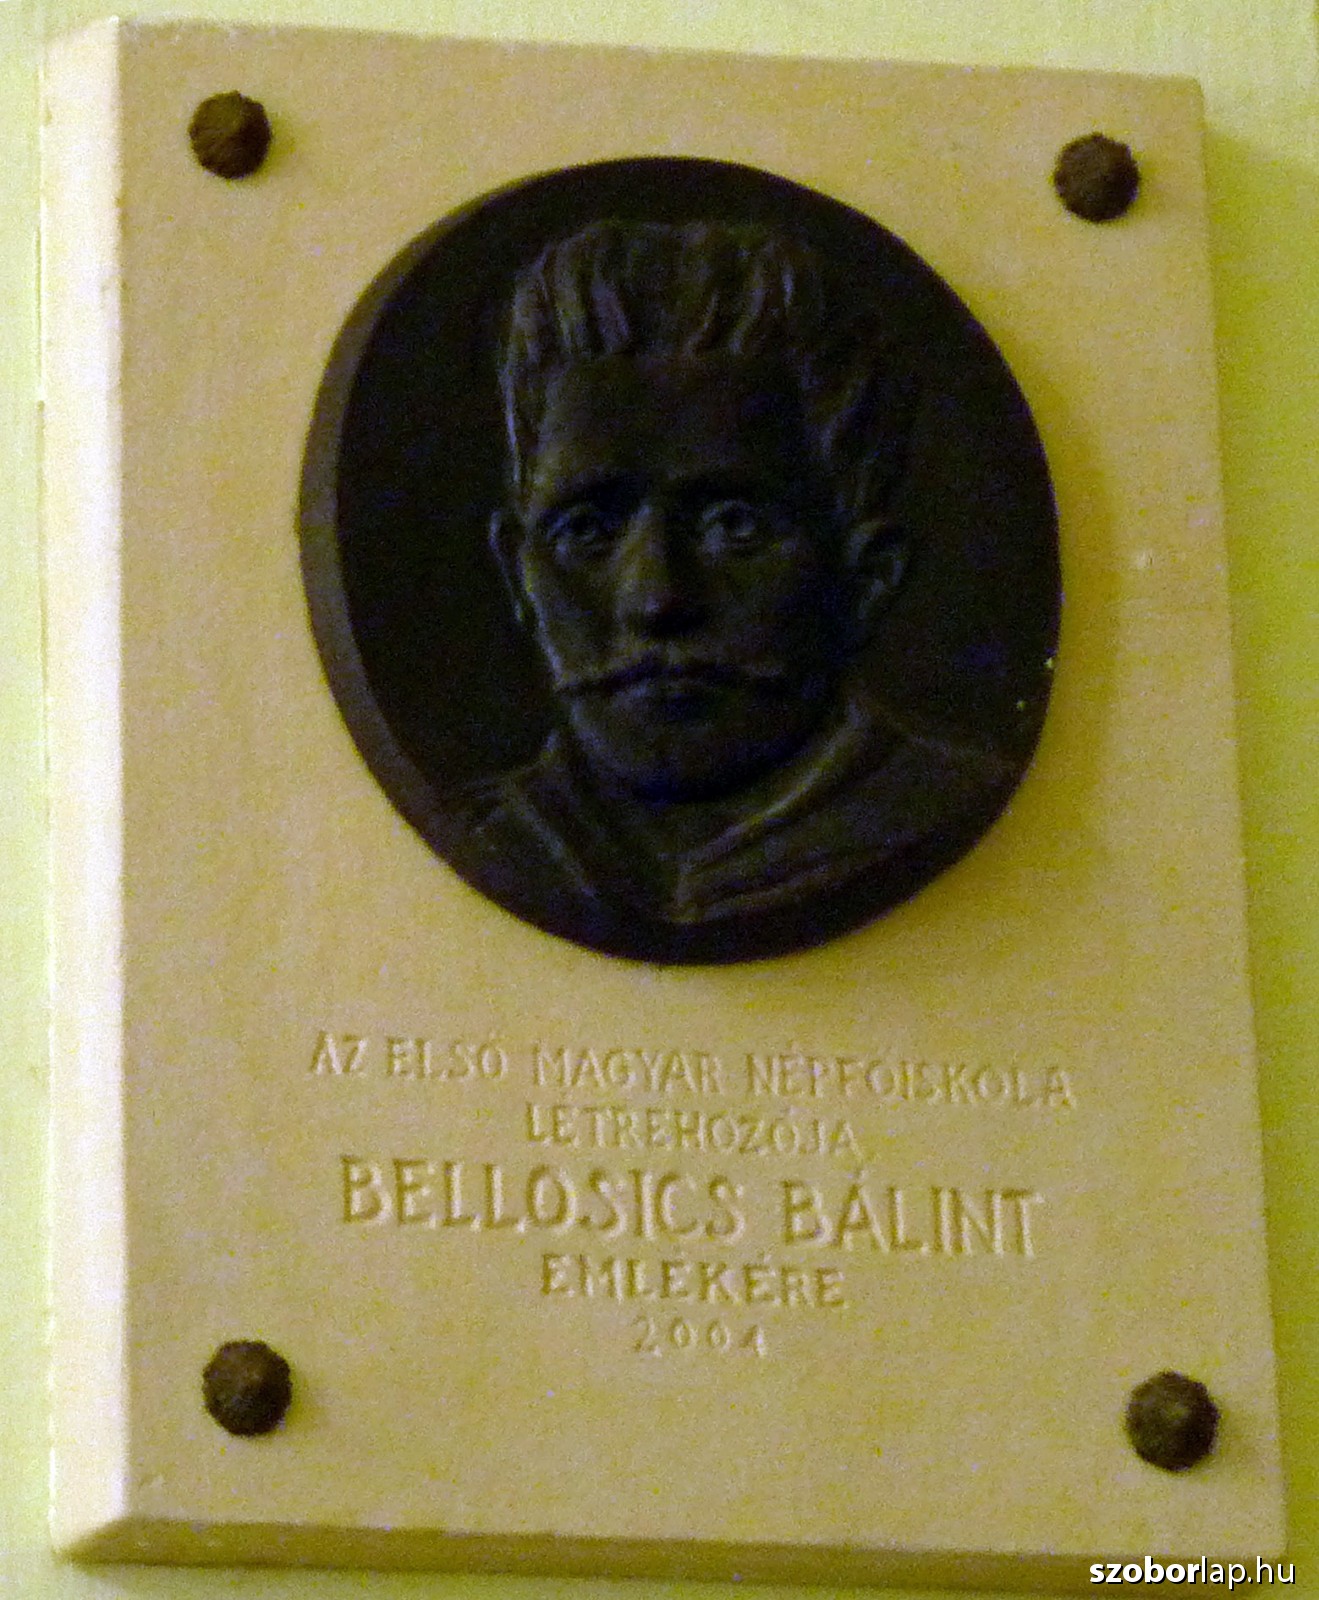 AZ ELSŐ MAGYAR NÉPFŐISKOLA
LÉTREHOZÓJA
BELLOSICS BÁLINT
EMLÉKÉRE
2004
szoborlap.hu